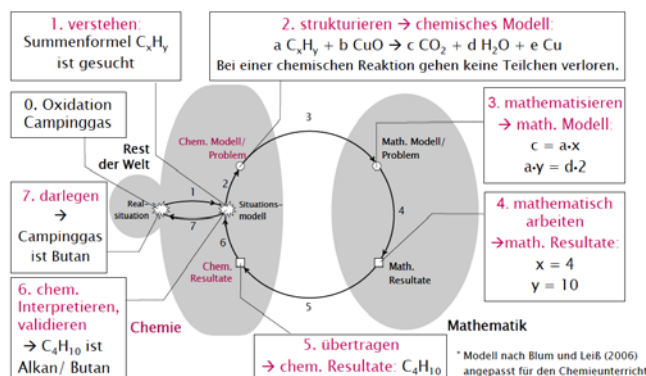 1. verstehen:
Summenformel CxHy
ist gesucht
2. strukturieren → chemisches Modell:
a CxHy + b CuO → c CO2 + d H2O + e Cu
Bei einer chemischen Reaktion gehen keine Teilchen verloren.
0. Oxidation
Campinggas
Rest
der Welt
Chem. Modell/
Problem
3
Math. Modell/
Problem
3. mathematisieren
→ math. Modell:
c = a·x
a·y = d·2
7. darlegen
→
Campinggas
ist Butan
Real-
situation
1
2
7
Situations-
modell
4
4. mathematisch
arbeiten
→math. Resultate:
x = 4
y = 10
6
Chem.
Resultate
Math.
Resultate
6. chem.
Interpretieren,
validieren
→ C4H10 ist
Alkan/ Butan
Chemie
5
Mathematik
5. übertragen
→ chem. Resultate: C4H10
* Modell nach Blum und Leiß (2006)
angepasst für den Chemieunterricht